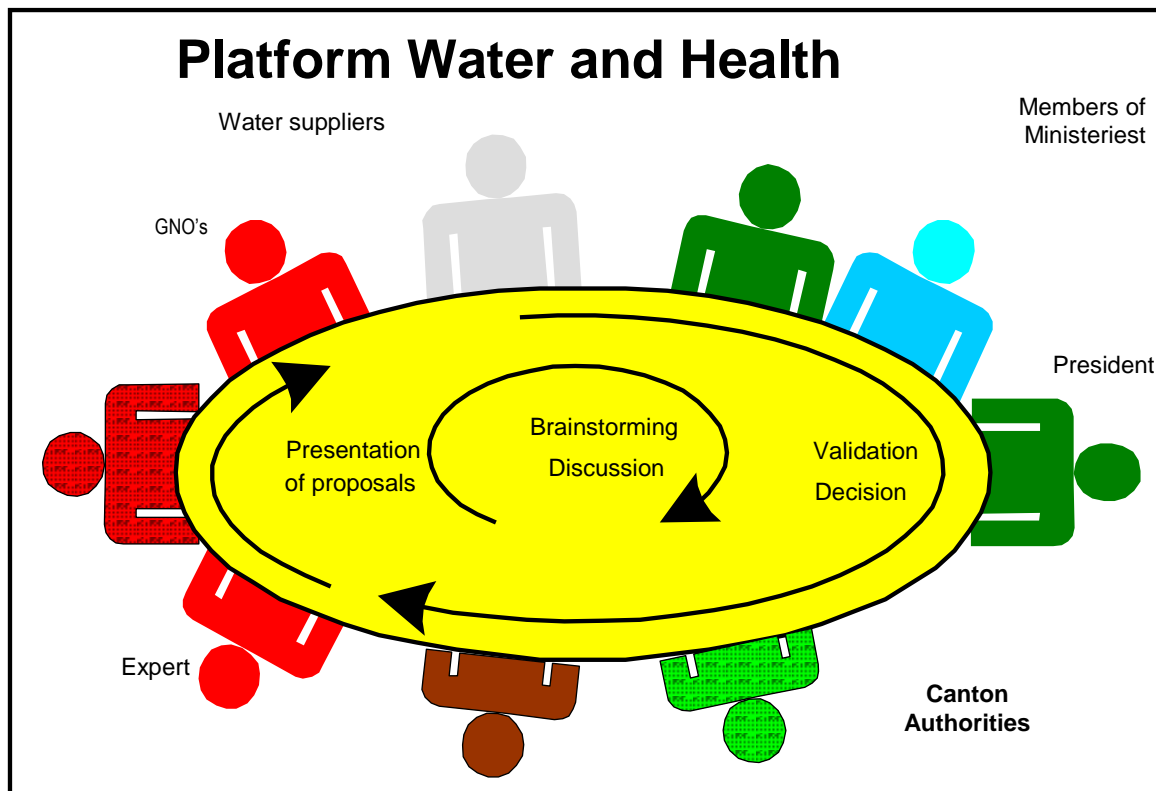 Platform Water and Health
Water suppliers
Members of
Ministeriest
GNO's
President
Presentation
of proposals
Brainstorming
Discussion
Validation
Decision
Expert
Canton
Authorities